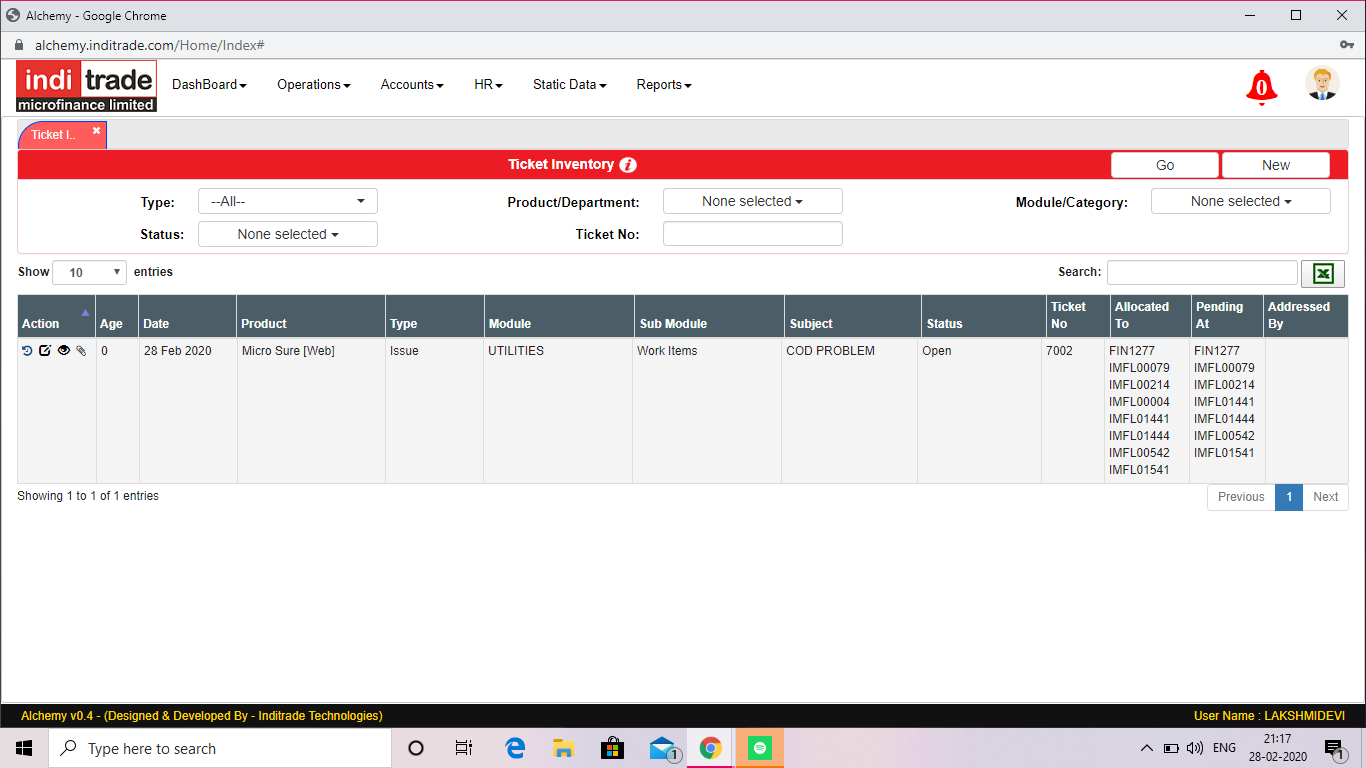 Alchemy - Google Chrome
alchemy.inditrade.com/Home/Index#
indi trade
microfinance limited
DashBoard Operations Accounts HR Static Data Reports
0
Ticket I..
Ticket Inventory i Go New
Type: --All-- Product/Department: None selected Module/Category: None selected
Status: None selected Ticket No:
Show 10 entries Search:
Action Age Date Product Type Module Sub Module Subject Status Ticket No Allocated To Pending At Addressed By
0 28 Feb 2020 Micro Sure [Web] Issue UTILITIES Work Items COD PROBLEM Open 7002 FIN1277 FIN1277
IMFL00079 IMFL00079
IMFL00214 IMFL00214
IMFL00004 IMFL01441
IMFL01441 IMFL01444
IMFL01444 IMFL00542
IMFL00542 IMFL01541
IMFL01541
Showing 1 to 1 of 1 entries Previous 1 Next
Alchemy v0.4 - (Designed & Developed By - Inditrade Technologies) User Name : LAKSHMIDEVI
Type here to search 1 ENG 21:17 1
28-02-2020